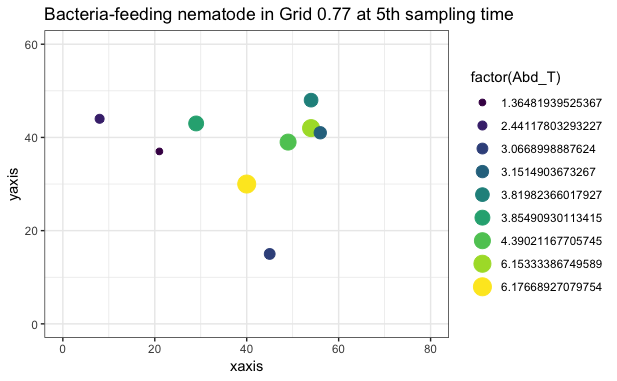 Bacteria-feeding nematode in Grid 0.77 at 5th sampling time
60
40
20
0
yaxis
0 20 40 60 80
xaxis
factor(Abd_T)
1.36481939525367
2.44117803293227
3.0668998887624
3.1514903673267
3.81982366017927
3.85490930113415
4.39021167705745
6.15333386749589
6.17668927079754